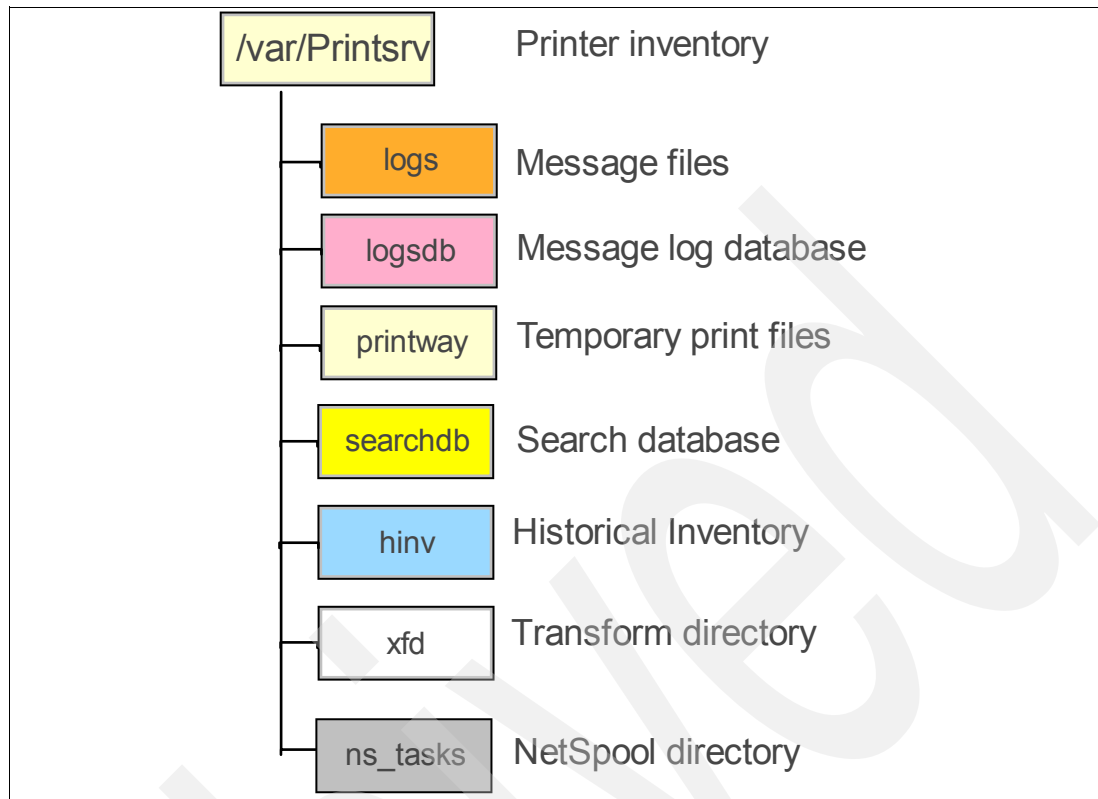 /var/Printsrv Printer inventory
logs Message files
logsdb Message log database
printway Temporary print files
searchdb Search database
hinv Historical Inventory
xfd Transform directory
ns_tasks NetSpool directory